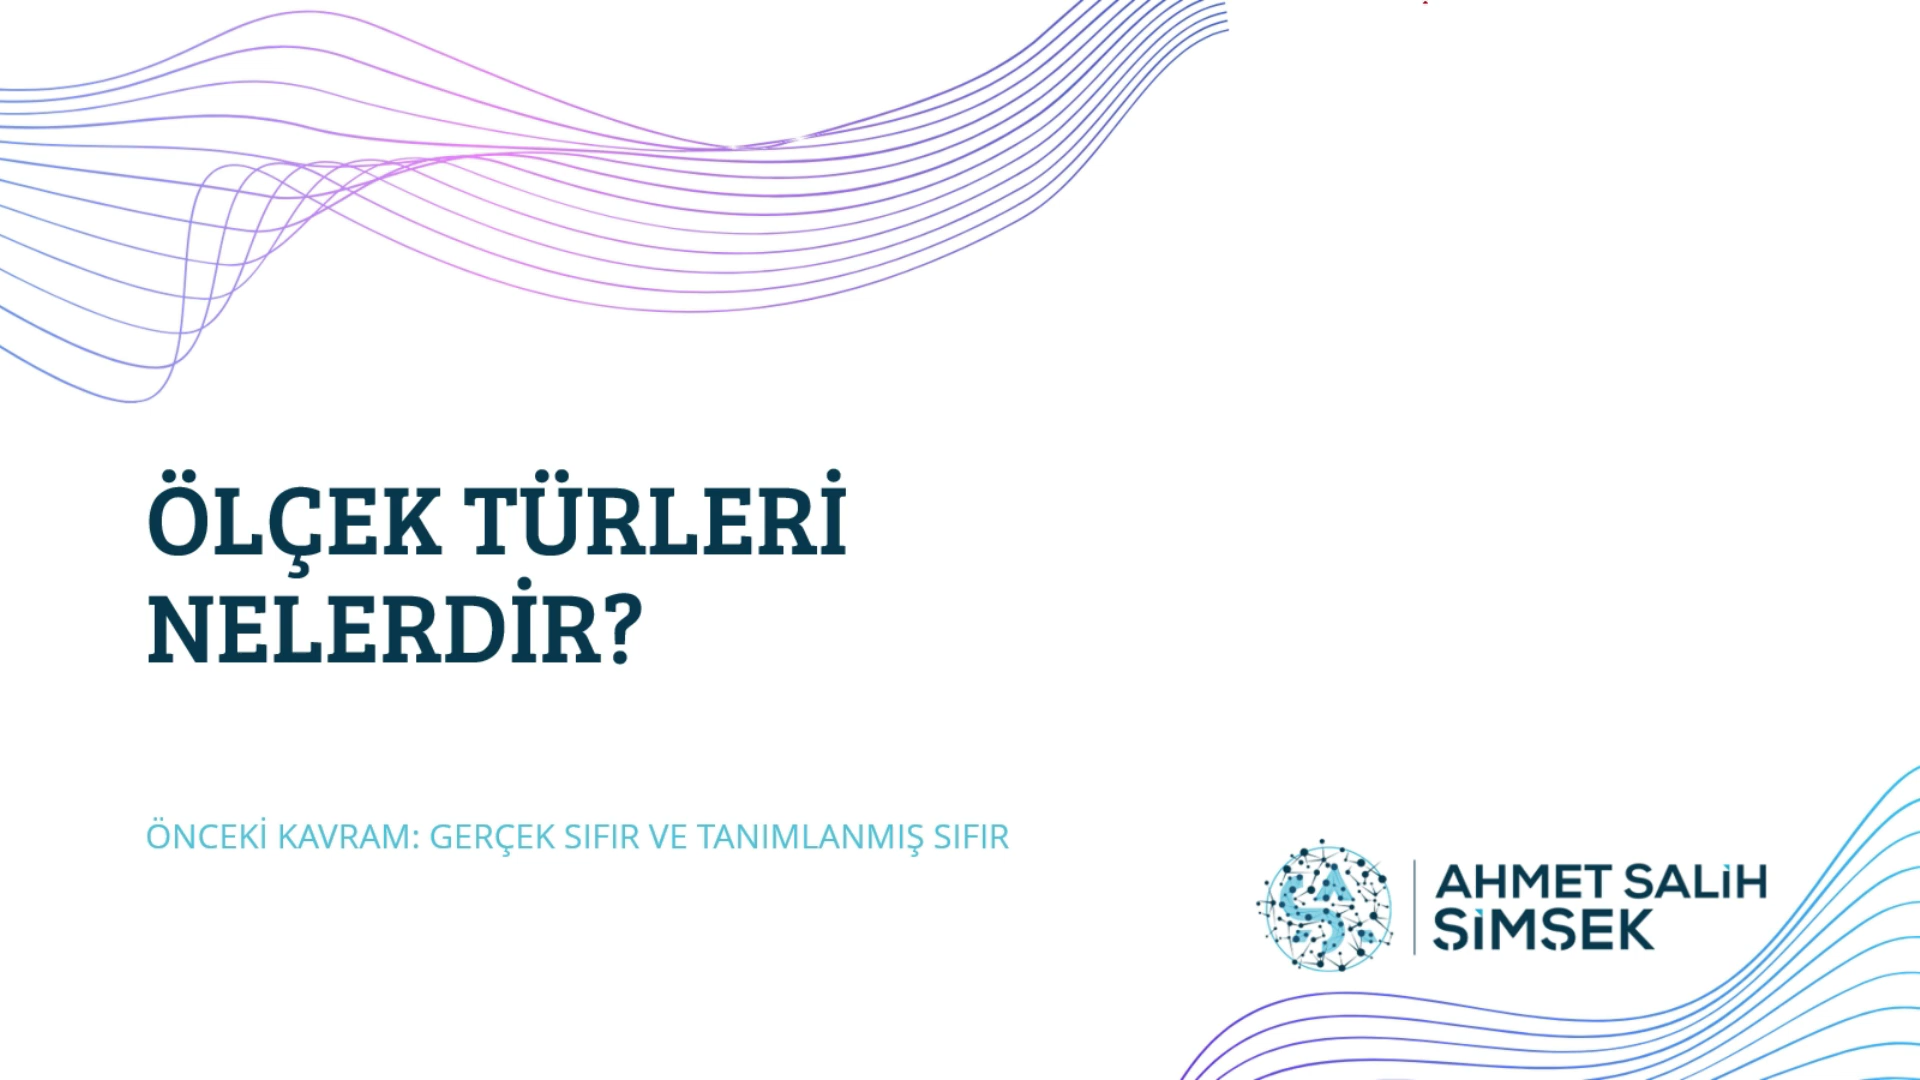 ÖLÇEK TÜRLERİ
NELERDİR?
ÖNCEKİ KAVRAM: GERÇEK SIFIR VE TANIMLANMIŞ SIFIR
AHMET SALİH
ŞİMŞEK